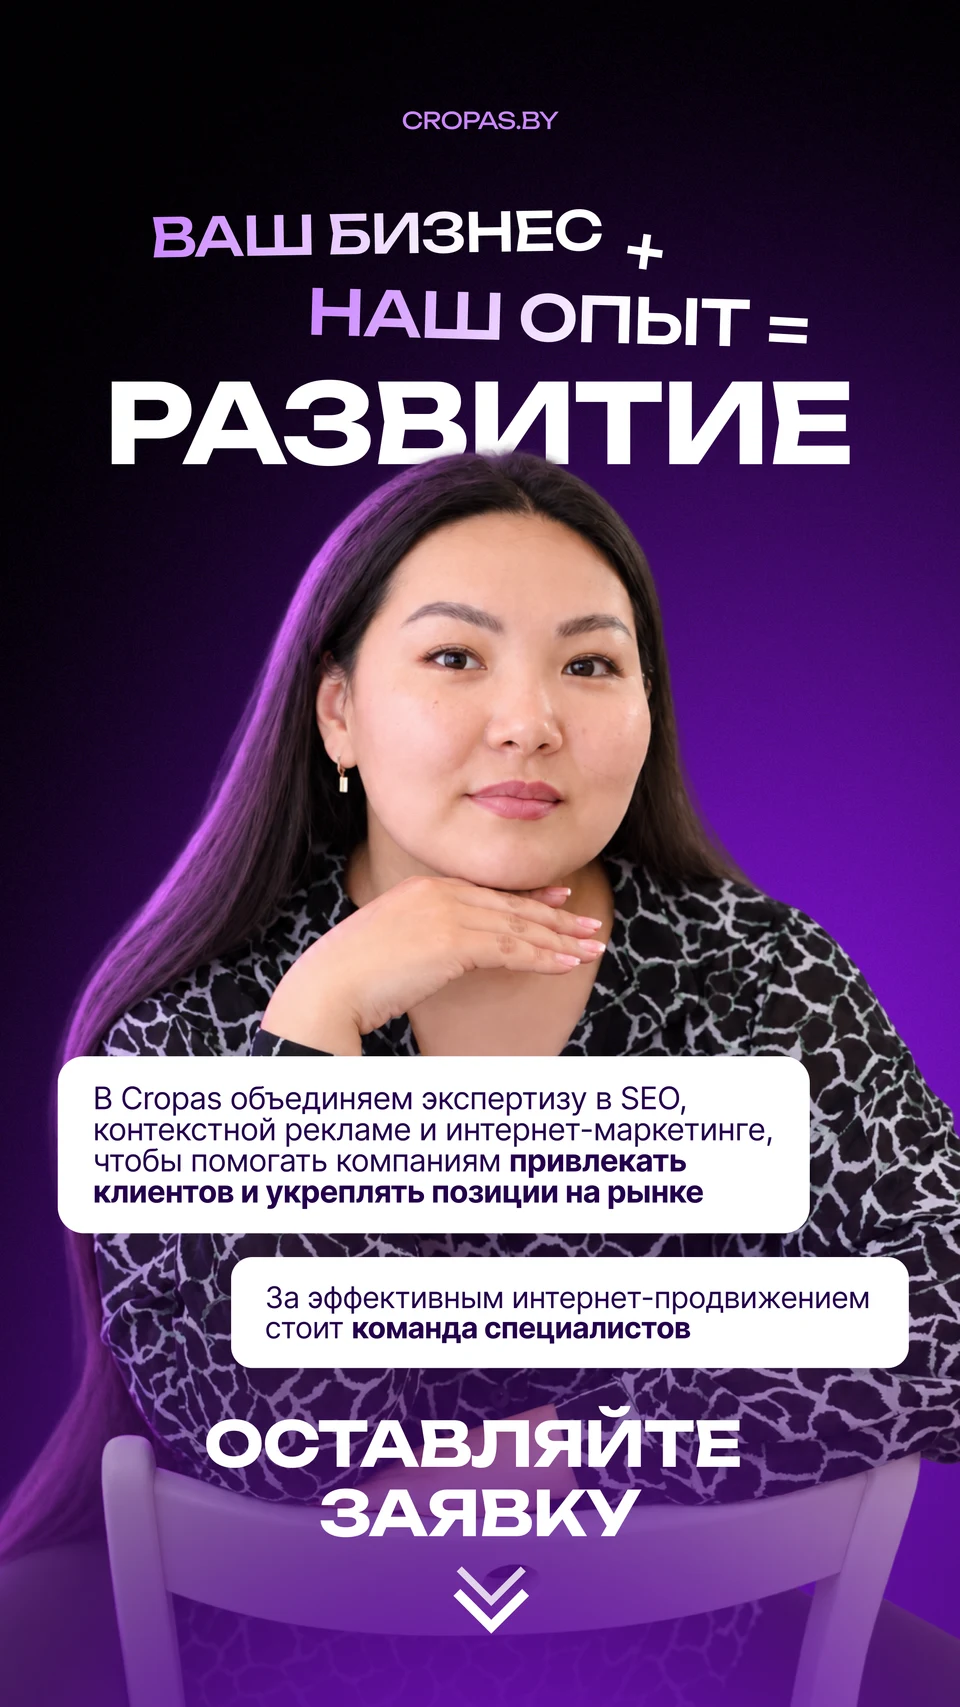 CROPAS.BY
ВАШ БИЗНЕС +
НАШ ОПЫТ =
РАЗВИТИЕ
В Cropas объединяем экспертизу в SEO,
контекстной рекламе и интернет-маркетинге,
чтобы помогать компаниям привлекать
клиентов и укреплять позиции на рынке
За эффективным интернет-продвижением
стоит команда специалистов
ОСТАВЛЯЙТЕ
ЗАЯВКУ